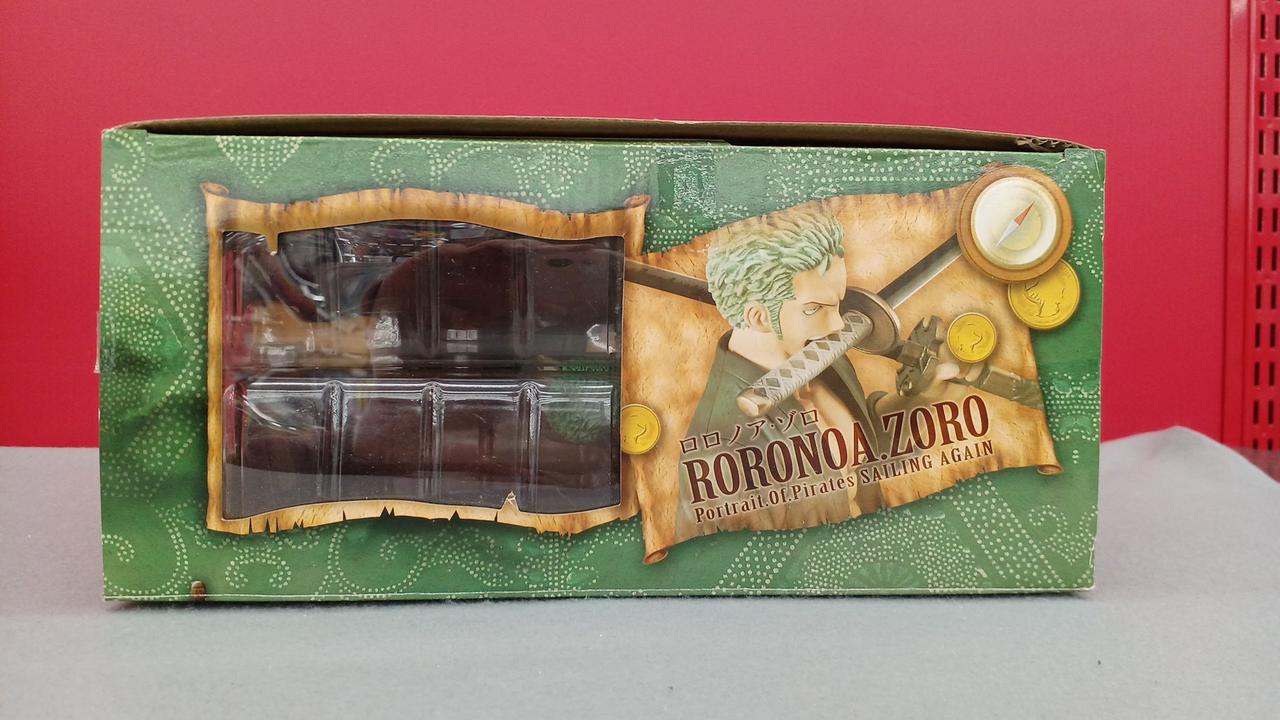 ロロノア・ゾロ
RORONOA.ZORO
Portrait.Of.Pirates SAILING AGAIN